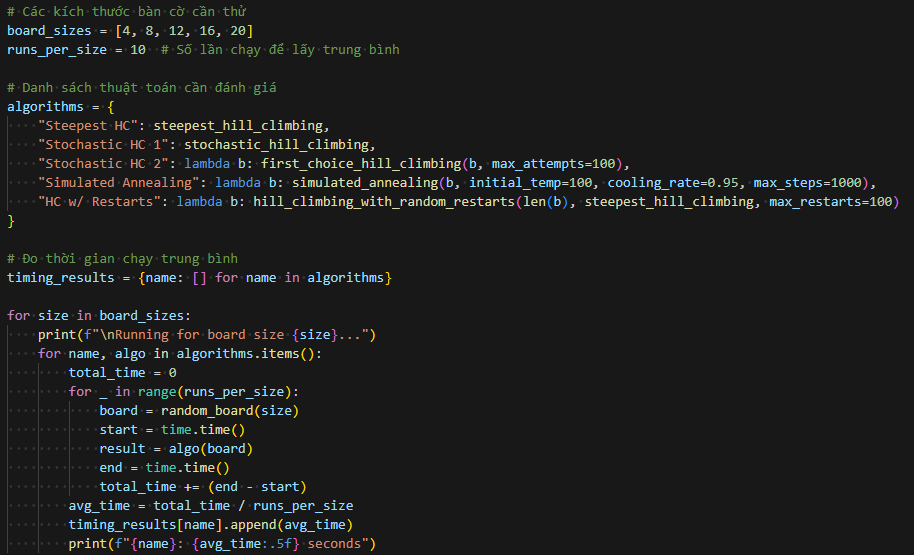 # Các kích thước bàn cờ cần thử
board_sizes = [4, 8, 12, 16, 20]
runs_per_size = 10  # Số lần chạy để lấy trung bình

# Danh sách thuật toán cần đánh giá
algorithms = {
    "Steepest HC": steepest_hill_climbing,
    "Stochastic HC 1": stochastic_hill_climbing,
    "Stochastic HC 2": lambda b: first_choice_hill_climbing(b, max_attempts=100),
    "Simulated Annealing": lambda b: simulated_annealing(b, initial_temp=100, cooling_rate=0.95, max_steps=1000),
    "HC w/ Restarts": lambda b: hill_climbing_with_random_restarts(len(b), steepest_hill_climbing, max_restarts=100)
}

# Đo thời gian chạy trung bình
timing_results = {name: [] for name in algorithms}

for size in board_sizes:
    print(f"\nRunning for board size {size}...")
    for name, algo in algorithms.items():
        total_time = 0
        for _ in range(runs_per_size):
            board = random_board(size)
            start = time.time()
            result = algo(board)
            end = time.time()
            total_time += (end - start)
        avg_time = total_time / runs_per_size
        timing_results[name].append(avg_time)
        print(f"{name}: {avg_time:.5f} seconds")